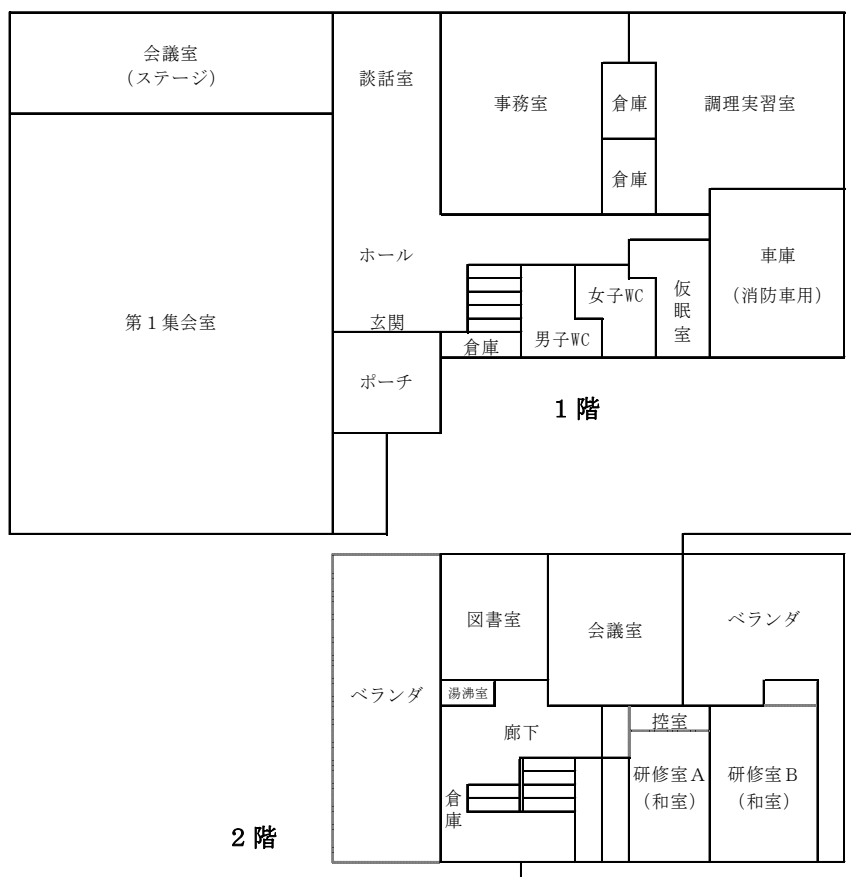 会議室
(ステージ)
談話室
事務室
倉庫
調理実習室
倉庫
ホール
車庫
(消防車用)
女子WC
仮眠室
第１集会室
玄関
男子WC
倉庫
ポーチ
１階
図書室
会議室
ベランダ
ベランダ
湯沸室
廊下
控室
研修室Ａ
(和室)
研修室Ｂ
(和室)
倉庫
２階